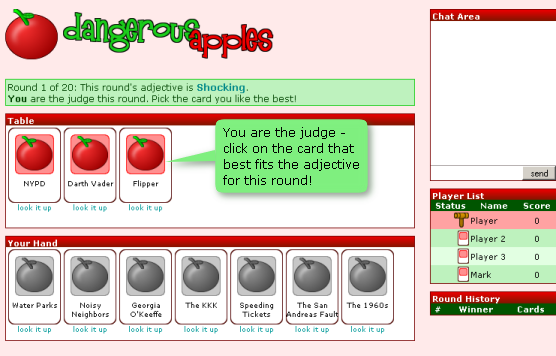 dangerous apples
Chat Area
Round 1 of 20: This round's adjective is Shocking.
You are the judge this round. Pick the card you like the best!
Table
NYPD
Darth Vader
Flipper
look it up
look it up
look it up
You are the judge -
click on the card that
best fits the adjective
for this round!
send
Player List
Status Name Score
Player 0
Player 2 0
Player 3 0
Mark 0
Your Hand
Water Parks
Noisy
Neighbors
Georgia
O'Keeffe
The KKK
Speeding
Tickets
The San
Andreas Fault
The 1960s
look it up
look it up
look it up
look it up
look it up
look it up
look it up
Round History
# Winner Cards